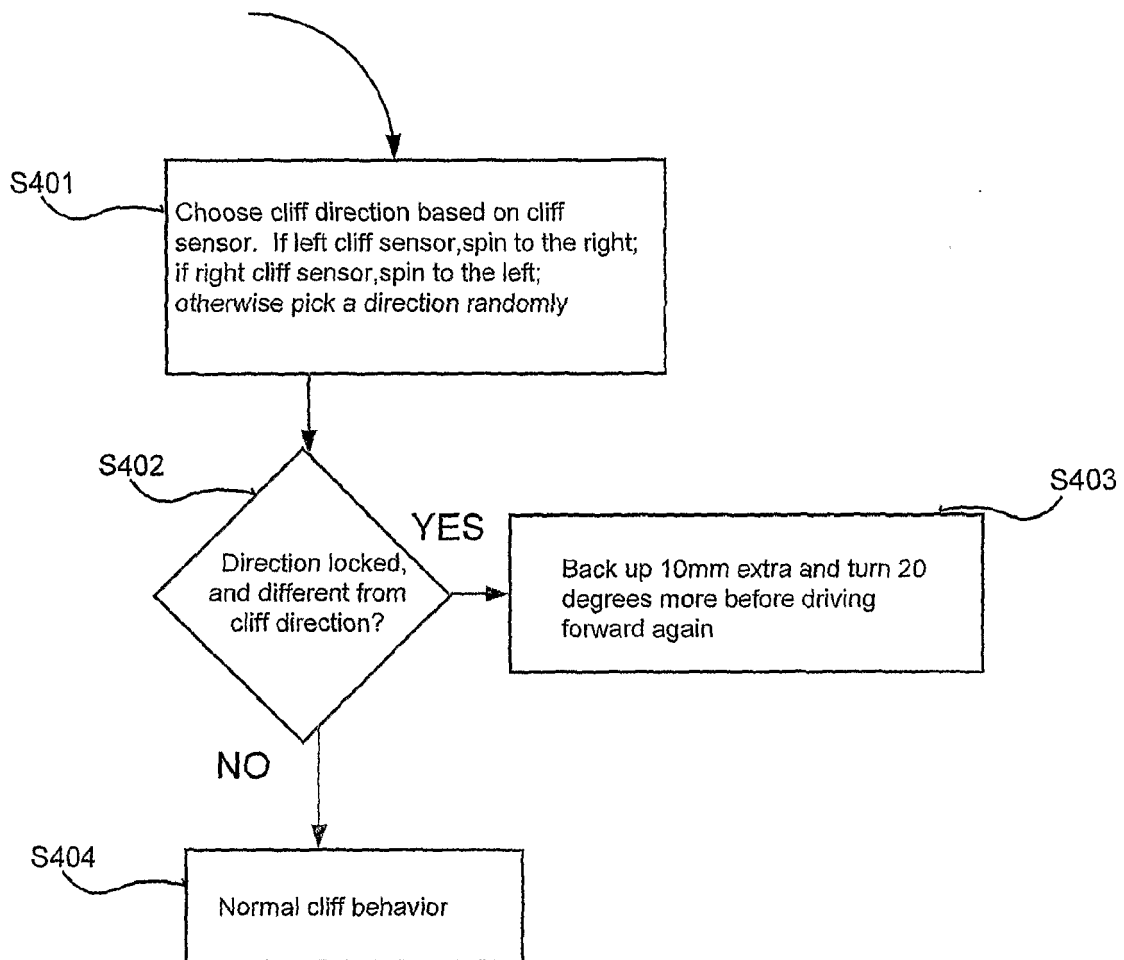 S401
Choose cliff direction based on cliff
sensor. If left cliff sensor,spin to the right;
if right cliff sensor,spin to the left;
otherwise pick a direction randomly
S402
YES
S403
Direction locked,
and different from
cliff direction?
Back up 10mm extra and turn 20
degrees more before driving
forward again
NO
S404
Normal cliff behavior